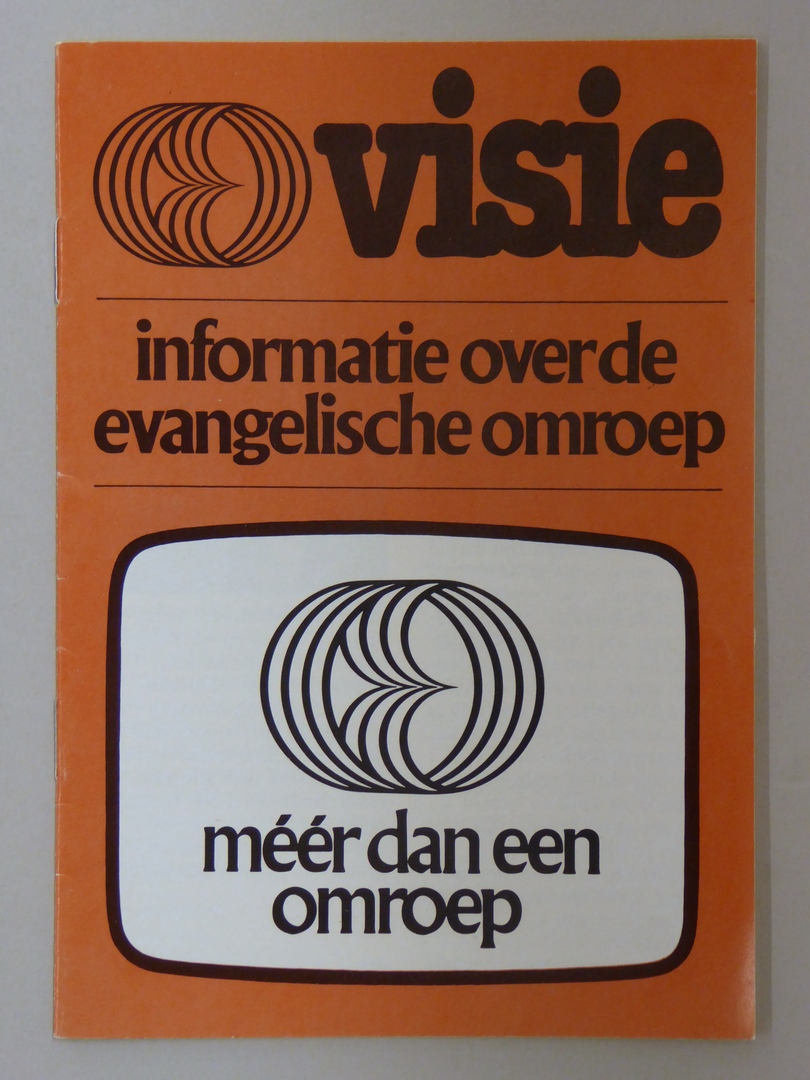 visie
informatie over de
evangelische omroep
méér dan een
omroep